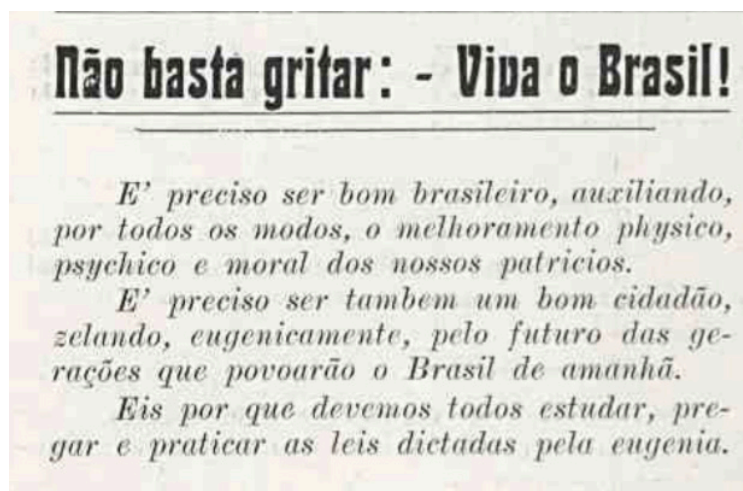 Não basta gritar: - Viva o Brasil!
E' preciso ser bom brasileiro, auxiliando,
por todos os modos, o melhoramento physico,
psychico e moral dos nossos patricios.
E' preciso ser tambem um bom cidadão,
zelando, eugenicamente, pelo futuro das ge-
rações que povoarão o Brasil de amanhã.
Eis por que devemos todos estudar, pre-
gar e praticar as leis dictadas pela eugenia.